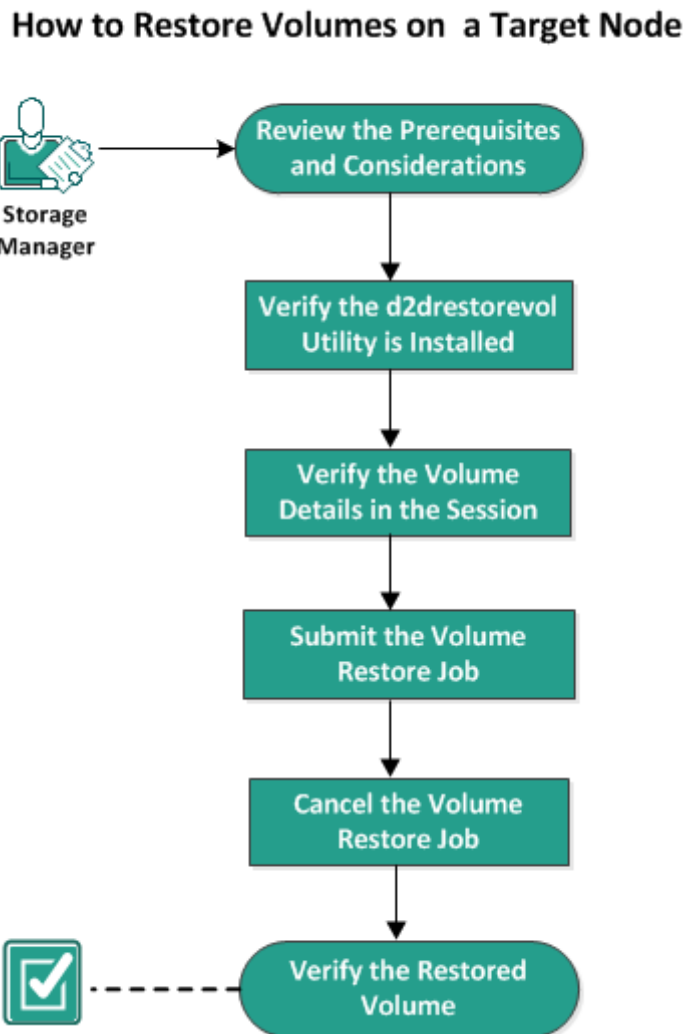 How to Restore Volumes on a Target Node
Review the Prerequisites
and Considerations
Storage
Manager
Verify the d2drestorevol
Utility is Installed
Verify the Volume
Details in the Session
Submit the Volume
Restore Job
Cancel the Volume
Restore Job
Verify the Restored
Volume